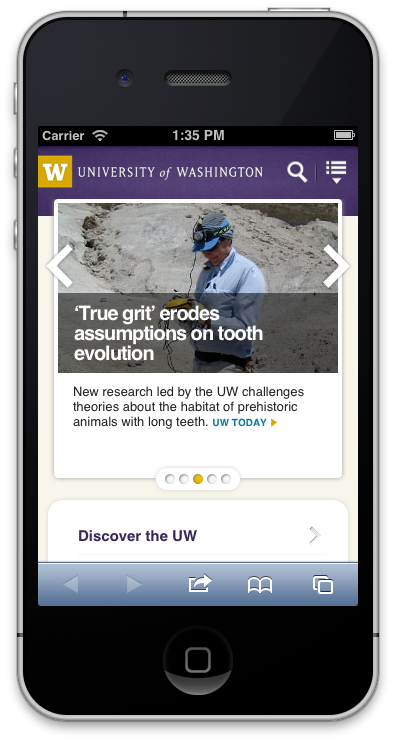 Carrier 1:35 PM
W UNIVERSITY of WASHINGTON
‘True grit’ erodes
assumptions on tooth
evolution
New research led by the UW challenges
theories about the habitat of prehistoric
animals with long teeth. UW TODAY
Discover the UW